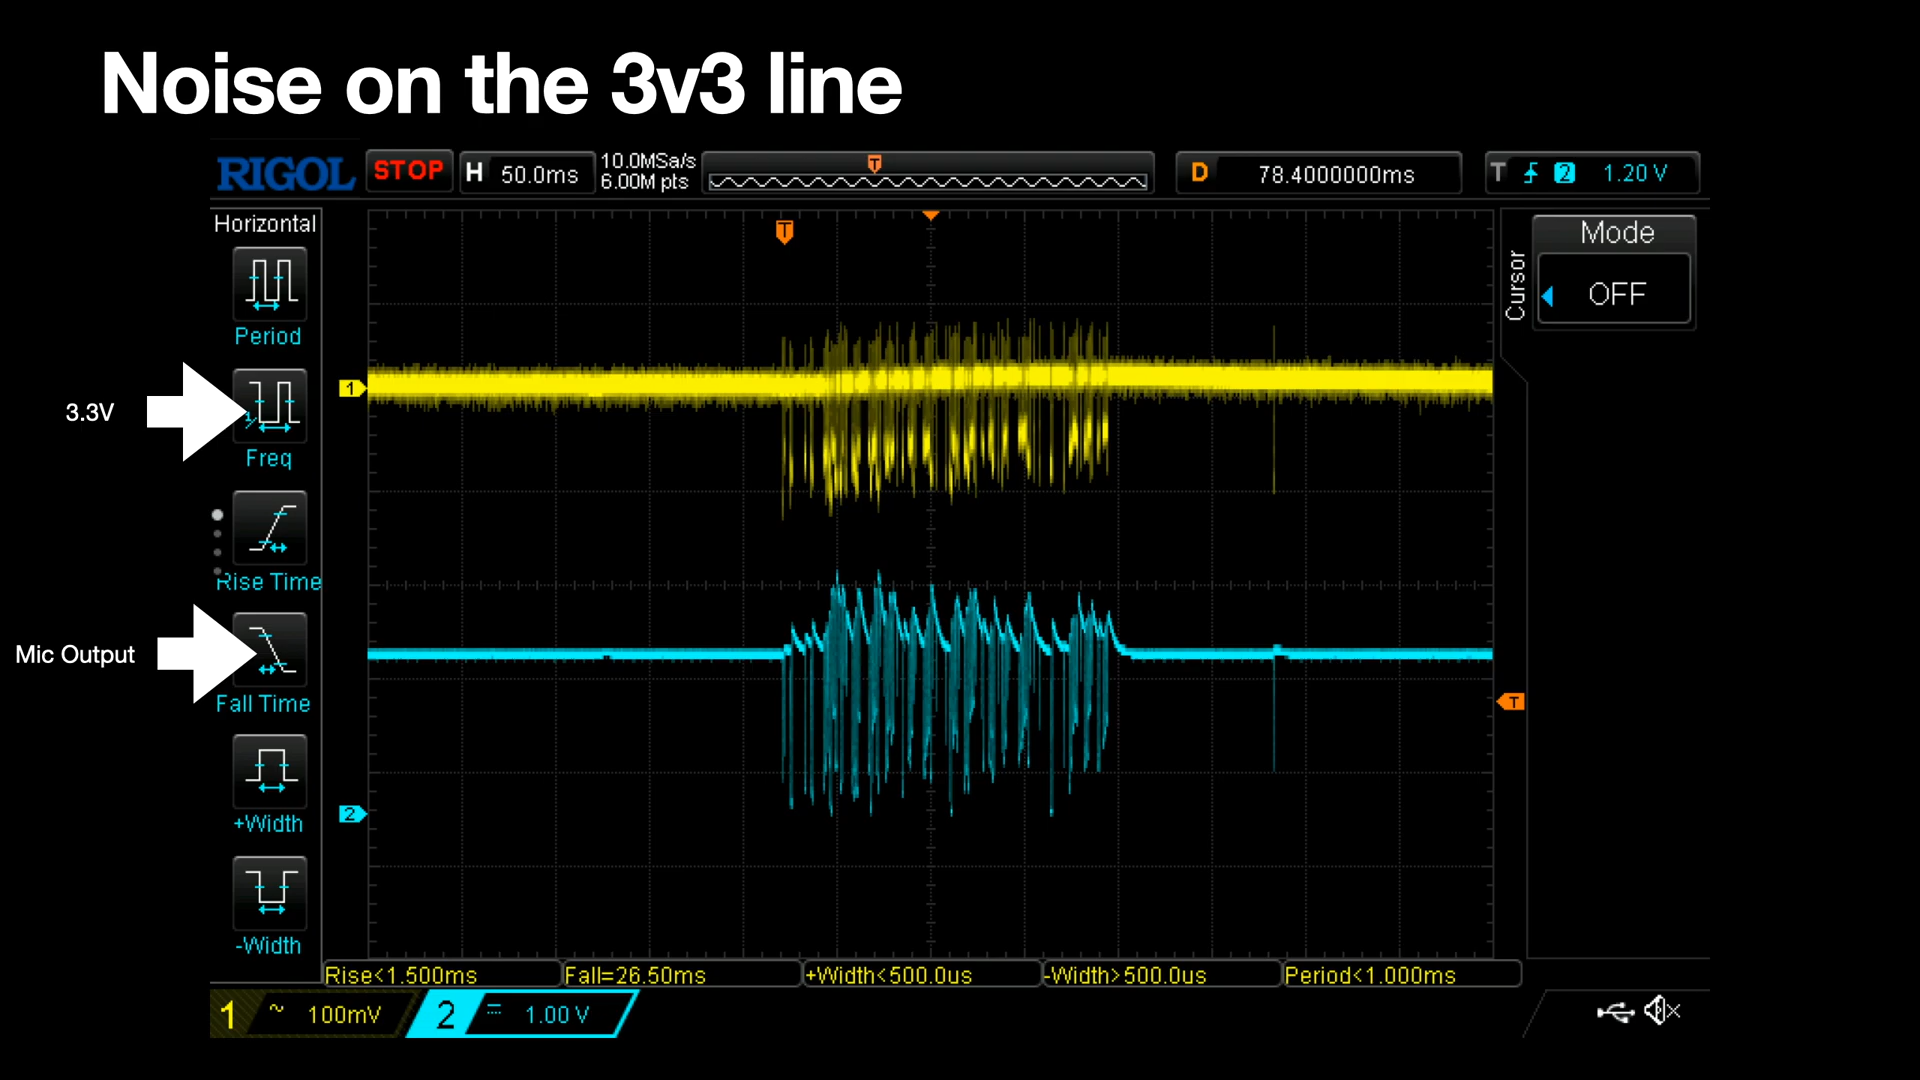 Noise on the 3v3 line
RIGOL STOP H 50.0ms 10.0MSa/s 6.00M pts T D 78.4000000ms T 2 1.20 V
Horizontal
T
Mode
OFF
Cursor
Period
1
3.3V
Freq
Rise Time
Mic Output
Fall Time
T
2
+Width
-Width
Rise<1.500ms Fall=26.50ms +Width<500.0us -Width>500.0us Period<1.000ms
1 ~ 100mV 2 = 1.00 V